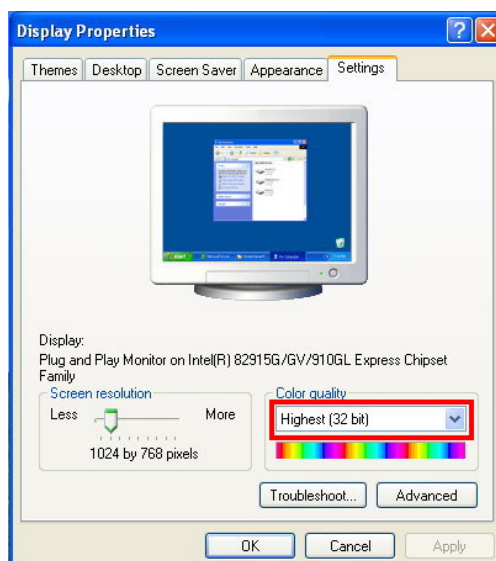 Display Properties
Themes Desktop Screen Saver Appearance Settings
Display:
Plug and Play Monitor on Intel(R) 82915G/GV/910GL Express Chipset
Family
Screen resolution
Less More
1024 by 768 pixels
Color quality
Highest (32 bit)
Troubleshoot... Advanced
OK Cancel Apply